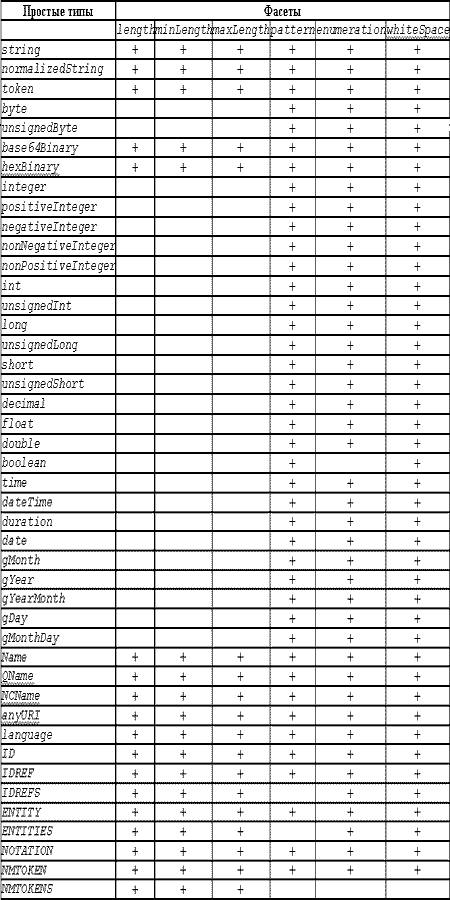 Простые типы Фасеты
length minLength maxLength pattern enumeration whiteSpace
string + + + + + +
normalizedString + + + + + +
token + + + + + +
byte + + +
unsignedByte + + +
base64Binary + + + + + +
hexBinary + + + + + +
integer + + +
positiveInteger + + +
negativeInteger + + +
nonNegativeInteger + + +
nonPositiveInteger + + +
int + + +
unsignedInt + + +
long + + +
unsignedLong + + +
short + + +
unsignedShort + + +
decimal + + +
float + + +
double + + +
boolean + +
time + + +
dateTime + + +
duration + + +
date + + +
gMonth + + +
gYear + + +
gYearMonth + + +
gDay + + +
gMonthDay + + +
Name + + + + + +
QName + + + + + +
NCName + + + + + +
anyURI + + + + + +
language + + + + + +
ID + + + + + +
IDREF + + + + + +
IDREFS + + + + +
ENTITY + + + + + +
ENTITIES + + + + +
NOTATION + + + + + +
NMTOKEN + + + + + +
NMTOKENS + + +